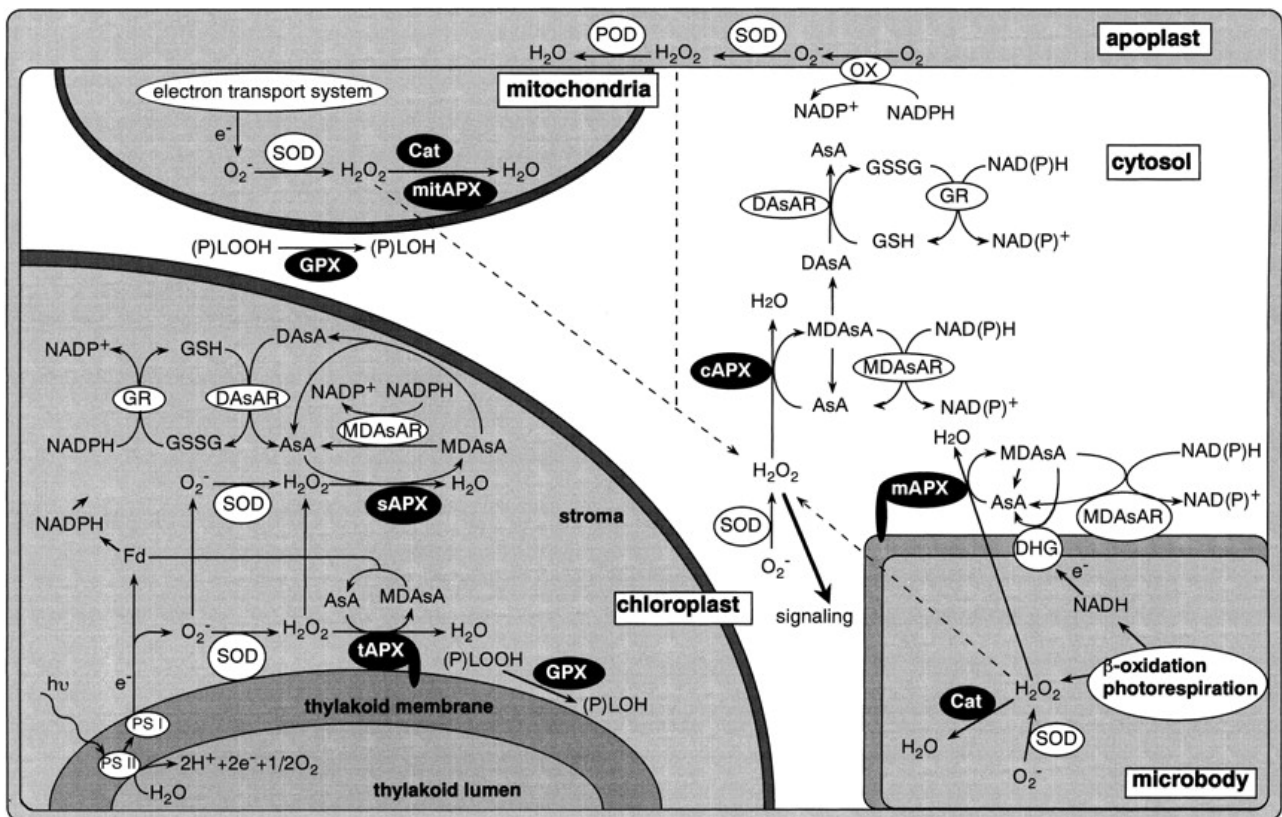 H₂O POD H₂O₂ SOD O₂⁻ O₂ apoplast
OX
NADP⁺ NADPH
mitochondria
electron transport system
e⁻
O₂⁻ SOD H₂O₂ Cat H₂O
mitAPX
cytosol
AsA
GSSG NAD(P)H
DAsAR GR
GSH NAD(P)⁺
DAsA
(P)LOOH (P)LOH
GPX
H₂O
MDAsA NAD(P)H
cAPX MDAsAR
AsA NAD(P)⁺
H₂O₂
SOD
O₂⁻
signaling
chloroplast
stroma
NADP⁺ GSH DAsA
GR DAsAR NADP⁺ NADPH
MDAsAR
NADPH GSSG AsA MDAsA
O₂⁻ SOD H₂O₂ sAPX H₂O
NADPH
Fd
AsA MDAsA
O₂⁻ SOD H₂O₂ tAPX H₂O
(P)LOOH GPX
(P)LOH
hυ
e⁻
thylakoid membrane
PS I
PS II 2H⁺+2e⁻+1/2O₂
H₂O
thylakoid lumen
H₂O MDAsA NAD(P)H
mAPX
AsA NAD(P)⁺
MDAsAR
DHG
e⁻
NADH
β-oxidation
photorespiration
H₂O₂
Cat
H₂O
SOD
O₂⁻
microbody